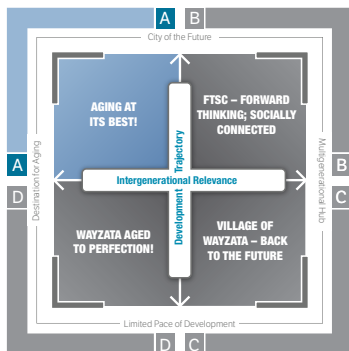 A B
City of the Future
AGING AT
ITS BEST!
FTSC – FORWARD
THINKING; SOCIALLY
CONNECTED
Development Trajectory
Intergenerational Relevance
A
D
Destination for Aging
Multigenerational Hub
B
C
WAYZATA AGED
TO PERFECTION!
VILLAGE OF
WAYZATA – BACK
TO THE FUTURE
Limited Pace of Development
D C